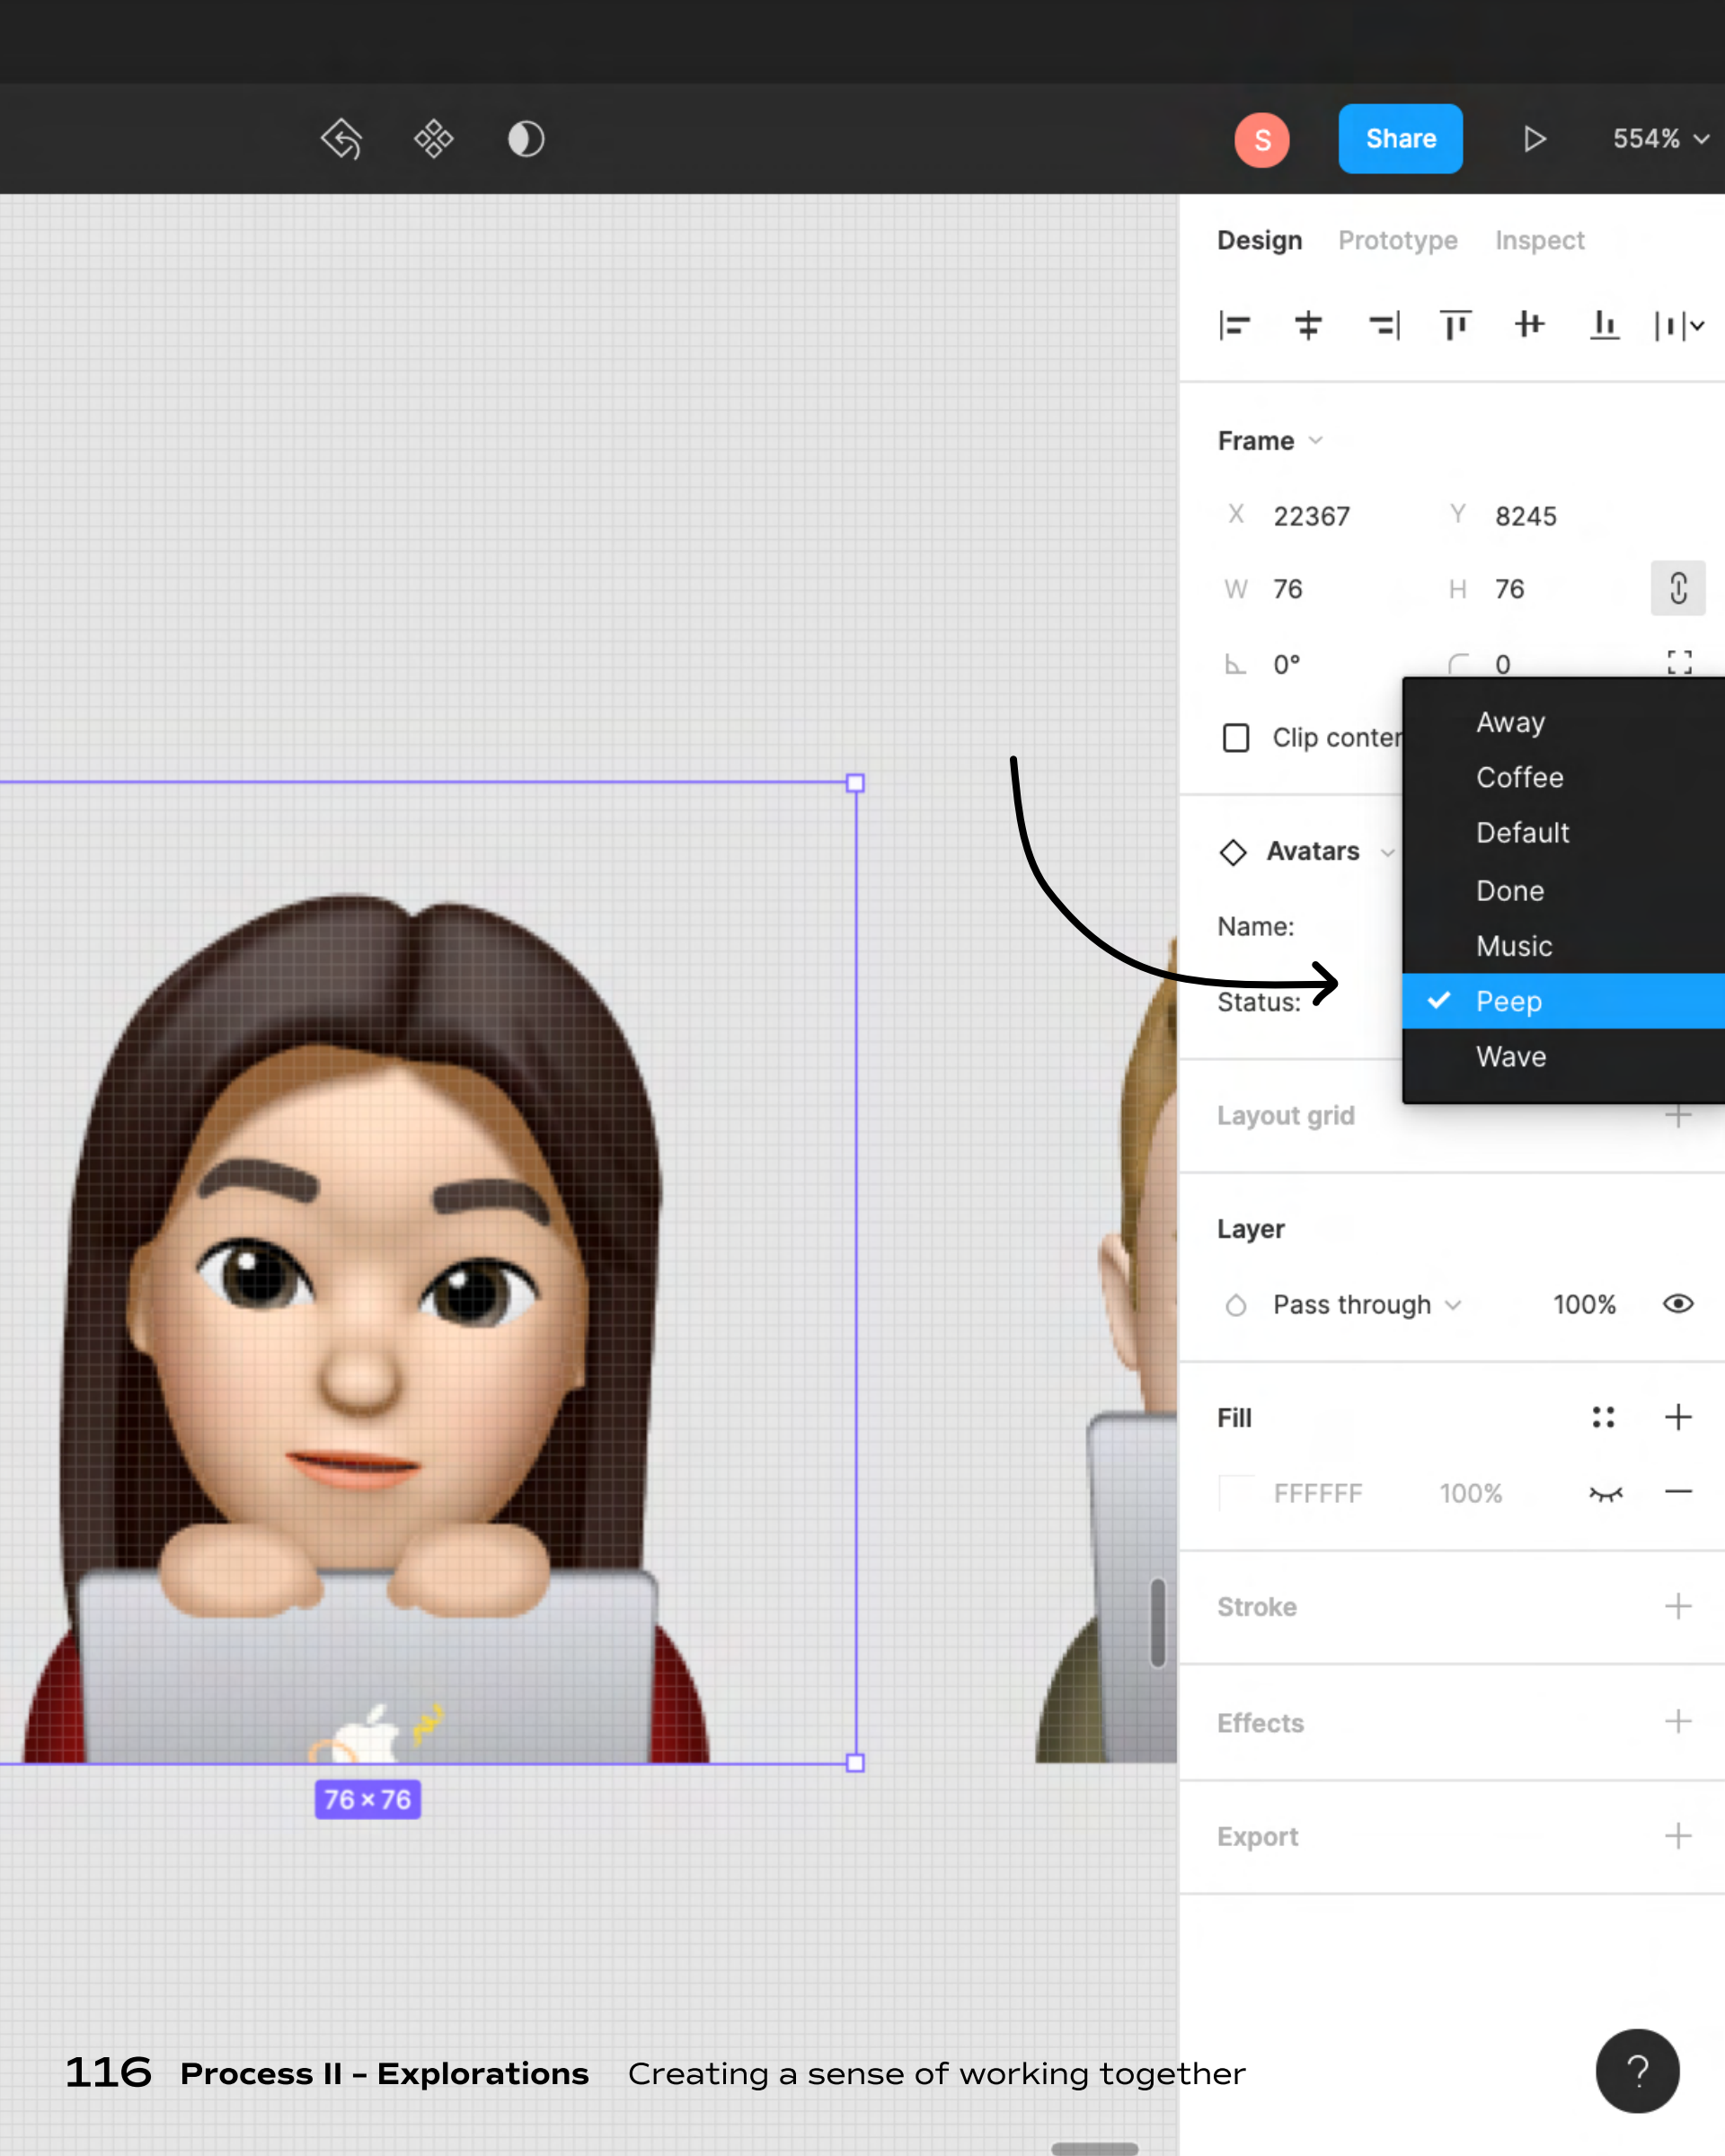 S Share 554%
Design Prototype Inspect
Frame
X 22367 Y 8245
W 76 H 76
0° 0
Clip conten
Away
Coffee
Default
Done
Music
Peep
Wave
Avatars
Name:
Status:
Layout grid
Layer
Pass through 100%
Fill
FFFFFF 100%
Stroke
Effects
Export
76 × 76
116 Process II – Explorations Creating a sense of working together
?